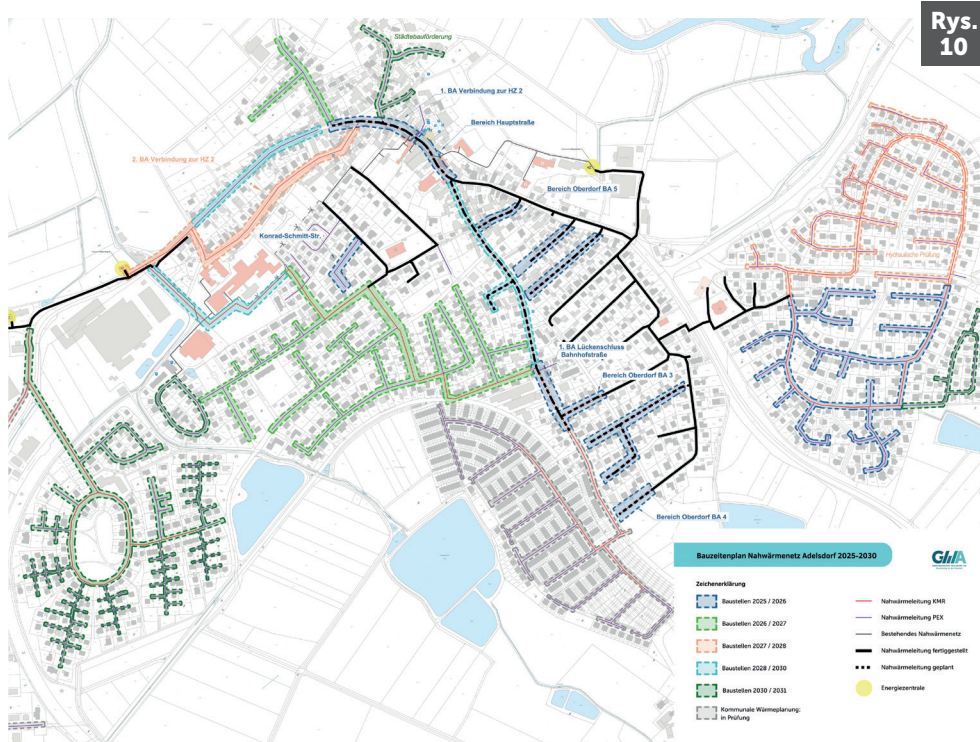 Rys.
10
Städtebauförderung
1. BA Verbindung zur HZ 2
Bereich Hauptstraße
2. BA Verbindung zur HZ 2
Bereich Oberdorf BA 5
Konrad-Schmitt-Str.
Hydraulische Prüfung
1. BA Lückenschluss
Bahnhofstraße
Bereich Oberdorf BA 3
Bereich Oberdorf BA 4
Bauzeitenplan Nahwärmenetz Adelsdorf 2025-2030
GWA
Zeichenerklärung
Baustellen 2025 / 2026
Baustellen 2026 / 2027
Baustellen 2027 / 2028
Baustellen 2028 / 2030
Baustellen 2030 / 2031
Kommunale Wärmeplanung:
in Prüfung
Nahwärmeleitung KMR
Nahwärmeleitung PEX
Bestehendes Nahwärmenetz
Nahwärmeleitung fertiggestellt
Nahwärmeleitung geplant
Energiezentrale